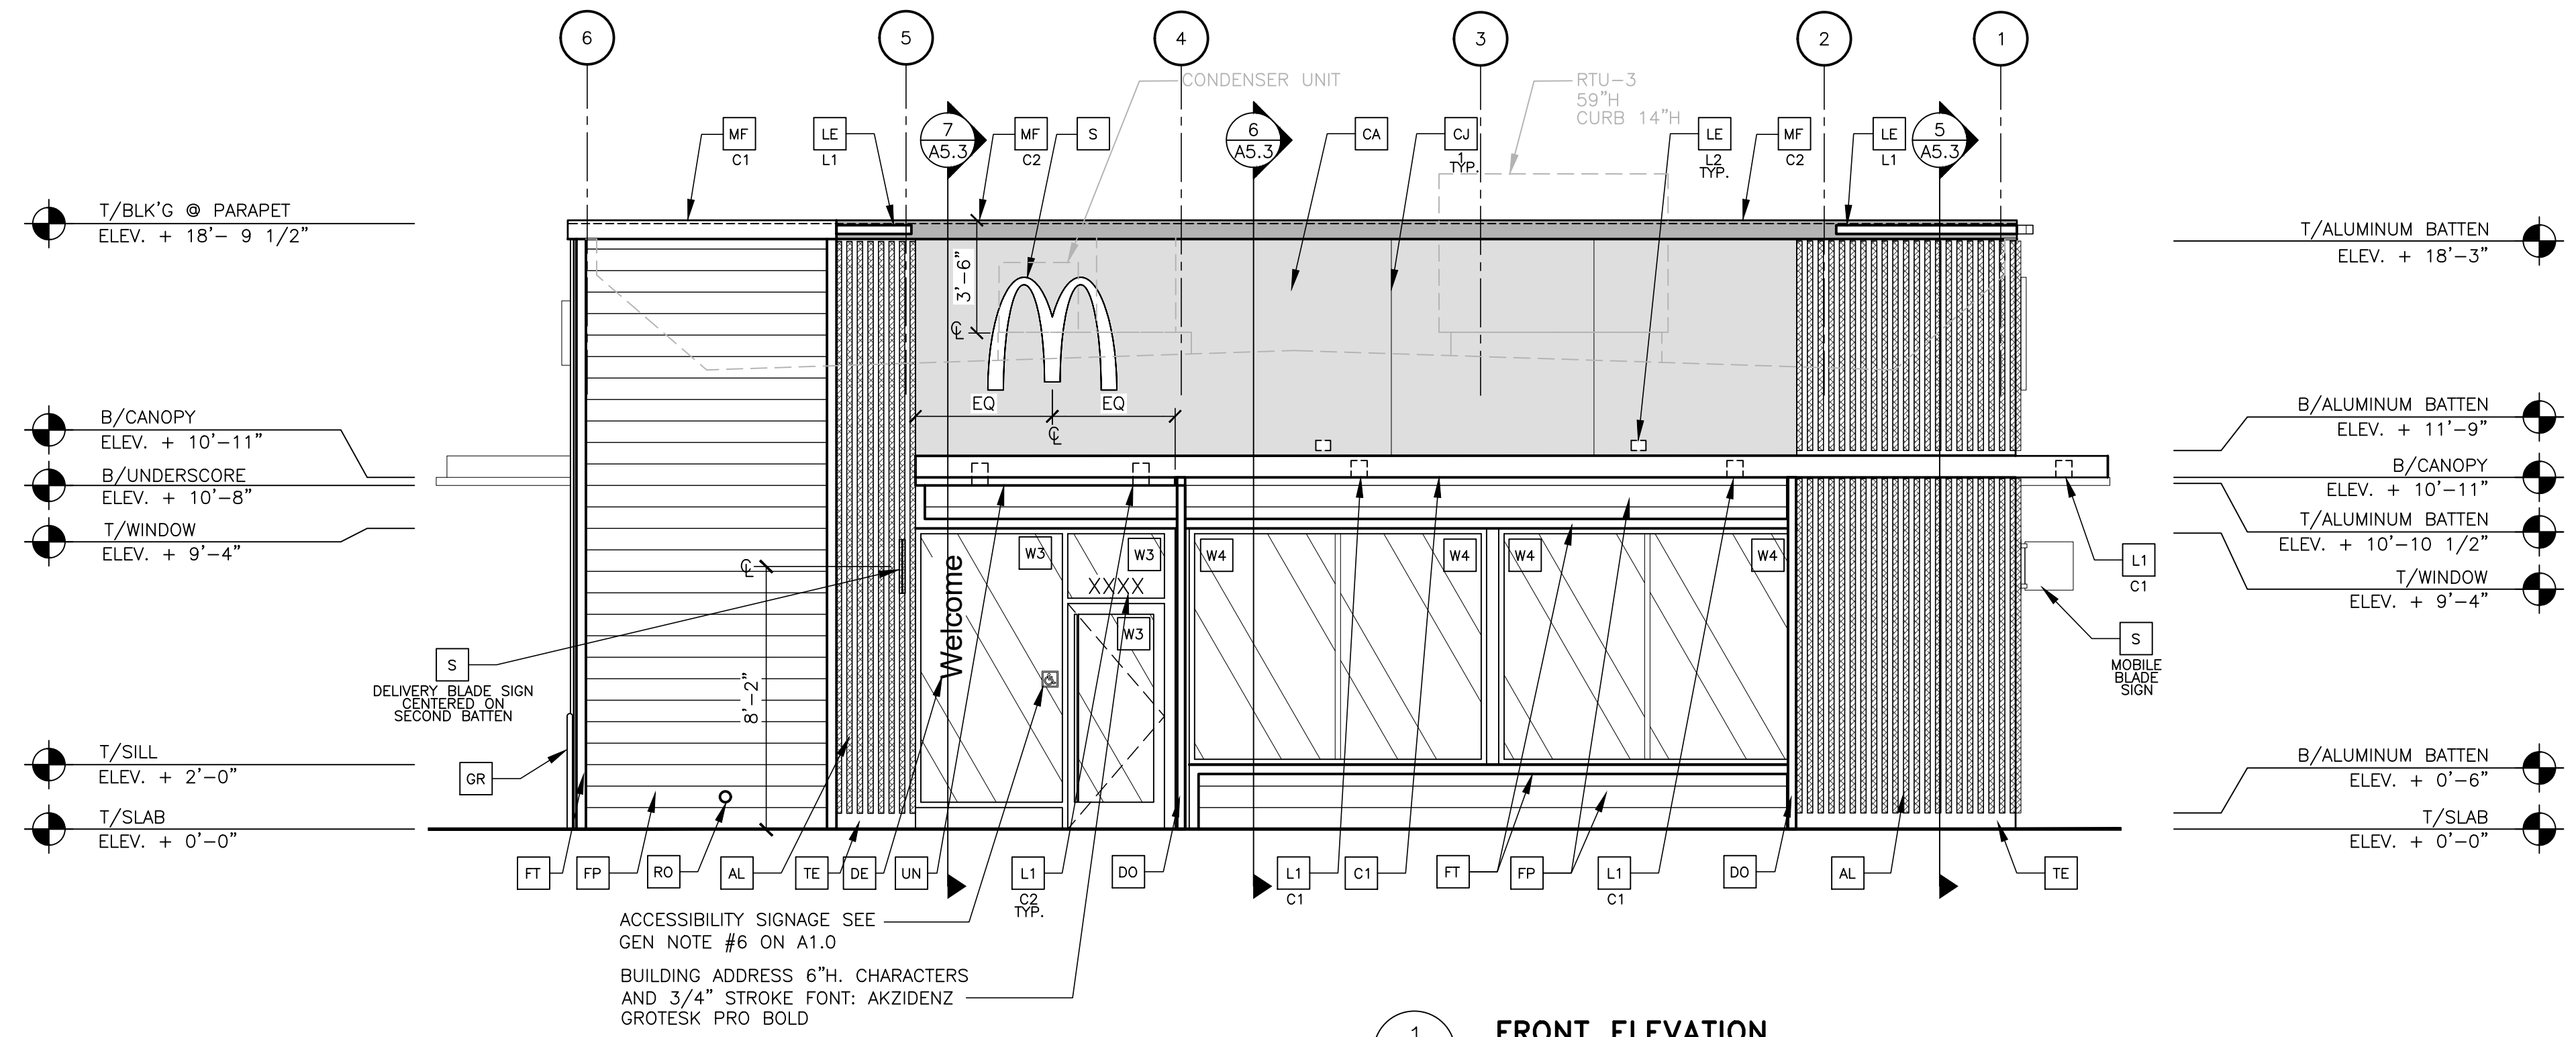 6
5
4
3
2
1
CONDENSER UNIT
RTU-3
59"H
CURB 14"H
MF
C1
LE
L1
7
A5.3
MF
C2
S
6
A5.3
CA
CJ
1
TYP.
LE
L2
TYP.
MF
C2
LE
L1
5
A5.3
T/BLK'G @ PARAPET
ELEV. + 18'- 9 1/2"
T/ALUMINUM BATTEN
ELEV. + 18'-3"
3'-6"
℄
EQ
EQ
℄
B/CANOPY
ELEV. + 10'-11"
B/UNDERSCORE
ELEV. + 10'-8"
T/WINDOW
ELEV. + 9'-4"
B/ALUMINUM BATTEN
ELEV. + 11'-9"
B/CANOPY
ELEV. + 10'-11"
T/ALUMINUM BATTEN
ELEV. + 10'-10 1/2"
T/WINDOW
ELEV. + 9'-4"
W3
W3
W4
W4
W4
W4
℄
XXXX
W3
Welcome
L1
C1
S
DELIVERY BLADE SIGN
CENTERED ON
SECOND BATTEN
8'-2"
S
MOBILE
BLADE
SIGN
T/SILL
ELEV. + 2'-0"
GR
T/SLAB
ELEV. + 0'-0"
B/ALUMINUM BATTEN
ELEV. + 0'-6"
T/SLAB
ELEV. + 0'-0"
FT
FP
RO
AL
TE
DE
UN
L1
C2
TYP.
DO
L1
C1
C1
FT
FP
L1
C1
DO
AL
TE
ACCESSIBILITY SIGNAGE SEE
GEN NOTE #6 ON A1.0
BUILDING ADDRESS 6"H. CHARACTERS
AND 3/4" STROKE FONT: AKZIDENZ
GROTESK PRO BOLD
1
FRONT ELEVATION